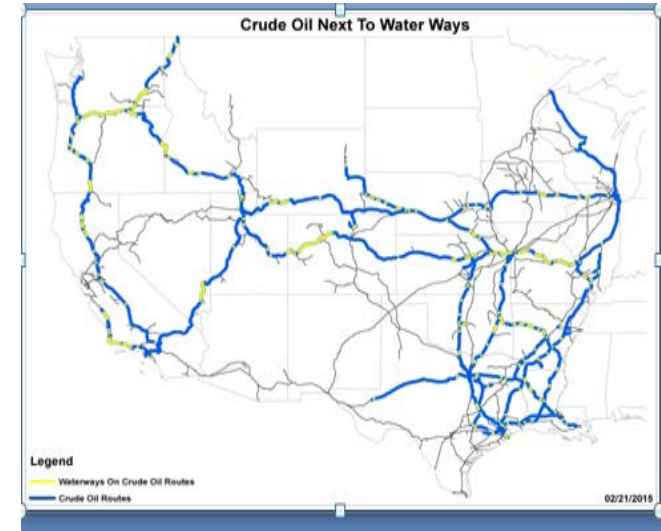 Crude Oil Next To Water Ways
Legend
Waterways On Crude Oil Routes
Crude Oil Routes
02/21/2015